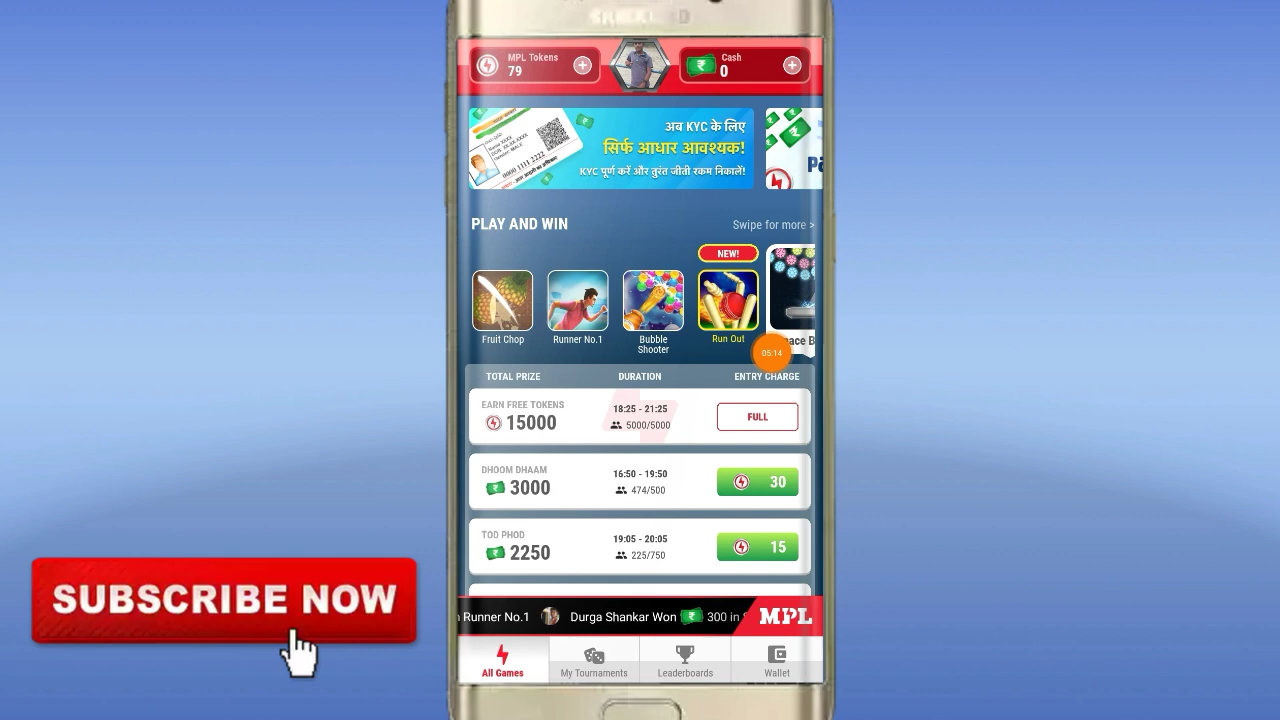 MPL Tokens
79
Cash
0
अब KYC के लिए
सिर्फ आधार आवश्यक!
KYC पूर्ण करें और तुरंत जीती रकम निकालें!
0000 1111 2222
PLAY AND WIN
Swipe for more >
NEW!
Fruit Chop
Runner No.1
Bubble
Shooter
Run Out
ace B
05:14
TOTAL PRIZE
DURATION
ENTRY CHARGE
EARN FREE TOKENS
15000
18:25 - 21:25
5000/5000
FULL
DHOOM DHAAM
3000
16:50 - 19:50
474/500
30
TOD PHOD
2250
19:05 - 20:05
225/750
15
SUBSCRIBE NOW
Runner No.1
Durga Shankar Won
300 in
MPL
All Games
My Tournaments
Leaderboards
Wallet